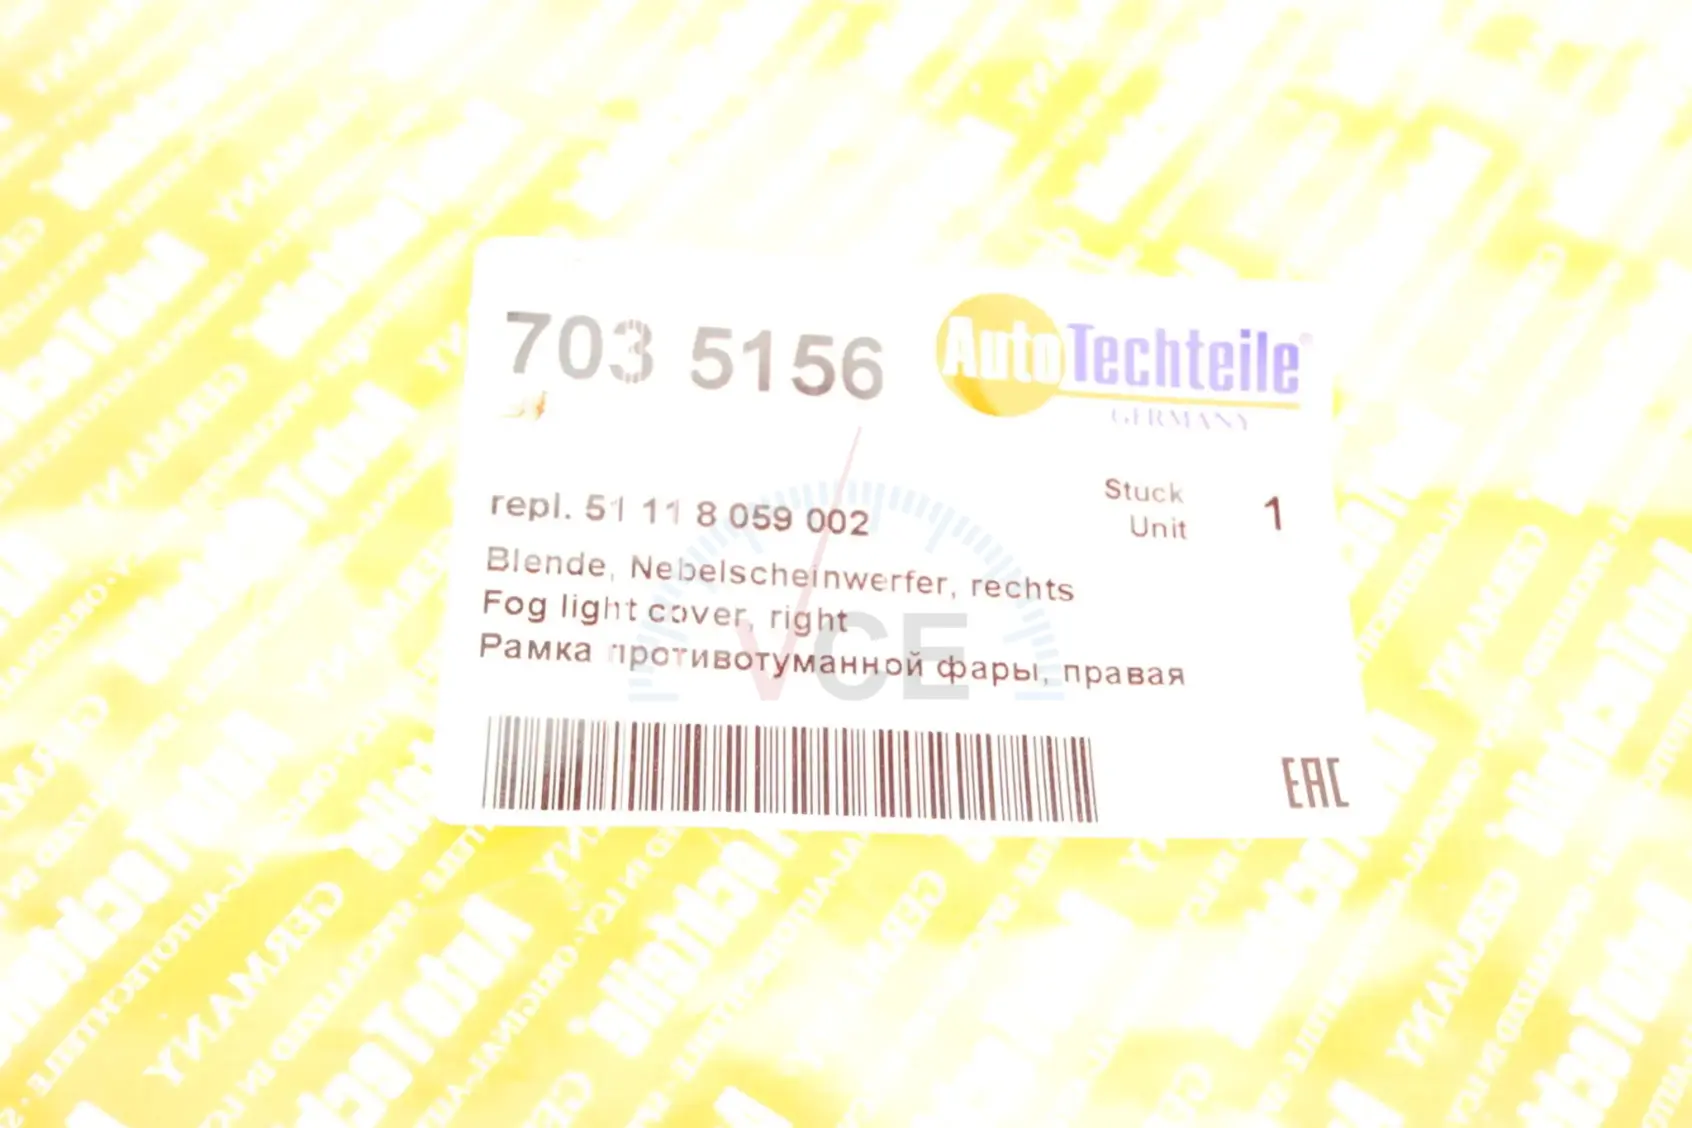 703 5156
AutoTechteile®
GERMANY
repl. 51 11 8 059 002
Stuck
Unit
1
Blende, Nebelscheinwerfer, rechts
Fog light cover, right
Рамка противотуманной фары, правая
VCE
EAC